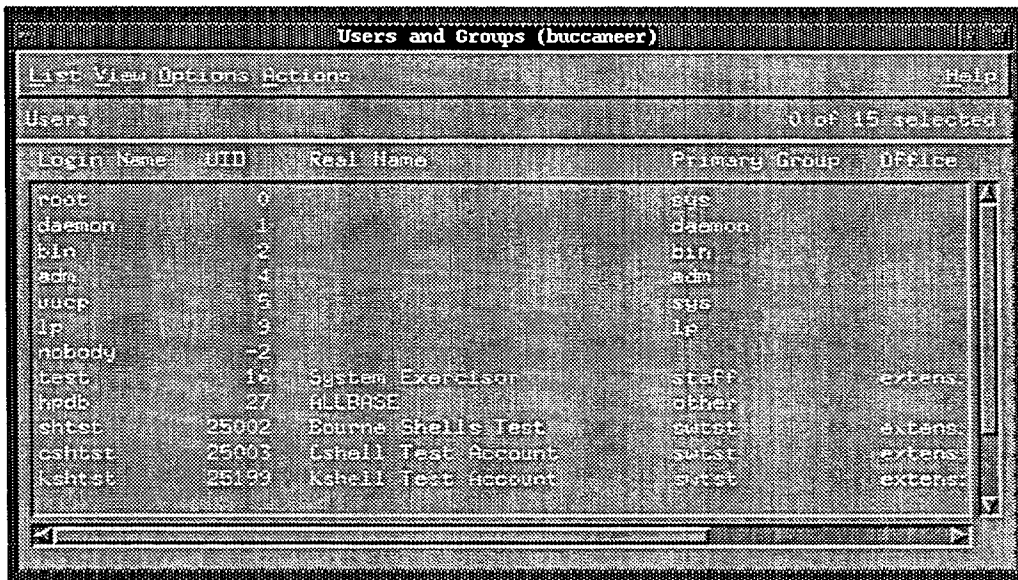 Users and Groups (buccaneer)
List View Options Actions Help
Users 0 of 15 selected
Login Name UID Real Name Primary Group Office
root 0 sys
daemon 1 daemon
bin 2 bin
adm 4 adm
uucp 5 sys
lp 9 lp
nobody -2
test 16 System Exercisor staff extens
hpdb 27 ALLBASE other
shtst 25002 Bourne Shells Test swtst extens
cshtst 25003 Cshell Test Account swtst extens
kshtst 25199 Kshell Test Account swtst extens